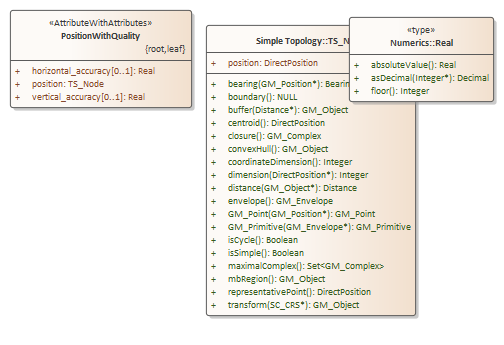 «AttributeWithAttributes»
PositionWithQuality
{root,leaf}
+ horizontal_accuracy[0..1]: Real
+ position: TS_Node
+ vertical_accuracy[0..1]: Real
Simple Topology::TS_N
+ position: DirectPosition
+ bearing(GM_Position*): Bearin
+ boundary(): NULL
+ buffer(Distance*): GM_Object
+ centroid(): DirectPosition
+ closure(): GM_Complex
+ convexHull(): GM_Object
+ coordinateDimension(): Integer
+ dimension(DirectPosition*): Integer
+ distance(GM_Object*): Distance
+ envelope(): GM_Envelope
+ GM_Point(GM_Position*): GM_Point
+ GM_Primitive(GM_Envelope*): GM_Primitive
+ isCycle(): Boolean
+ isSimple(): Boolean
+ maximalComplex(): Set<GM_Complex>
+ mbRegion(): GM_Object
+ representativePoint(): DirectPosition
+ transform(SC_CRS*): GM_Object
«type»
Numerics::Real
+ absoluteValue(): Real
+ asDecimal(Integer*): Decimal
+ floor(): Integer